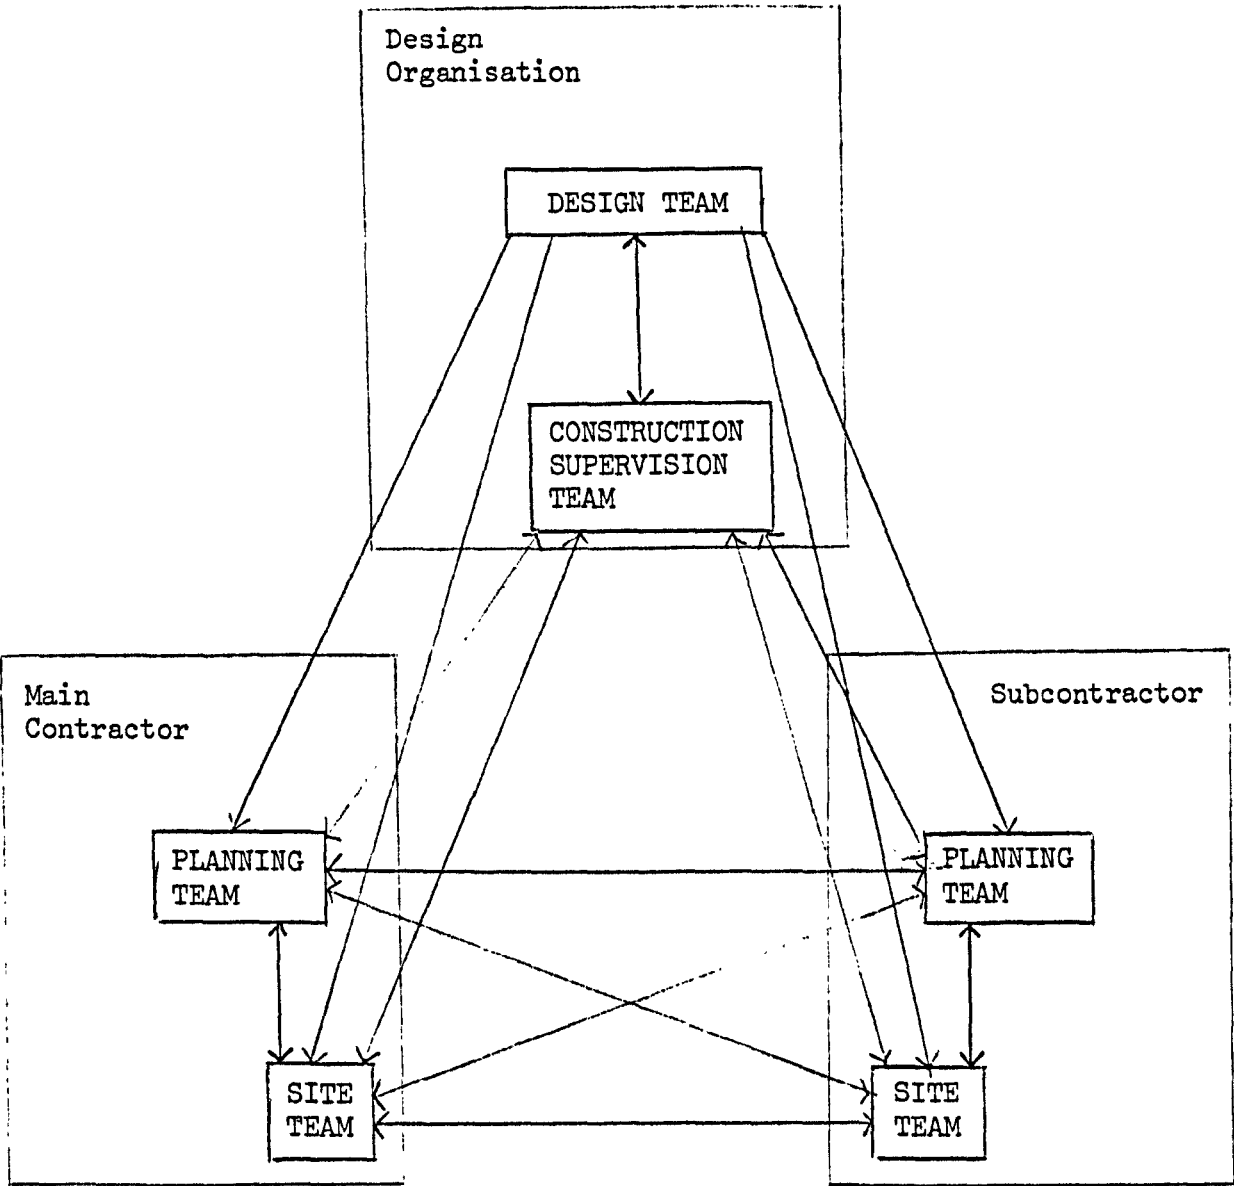 Design
Organisation
DESIGN TEAM
CONSTRUCTION
SUPERVISION
TEAM
Main
Contractor
Subcontractor
PLANNING
TEAM
PLANNING
TEAM
SITE
TEAM
SITE
TEAM